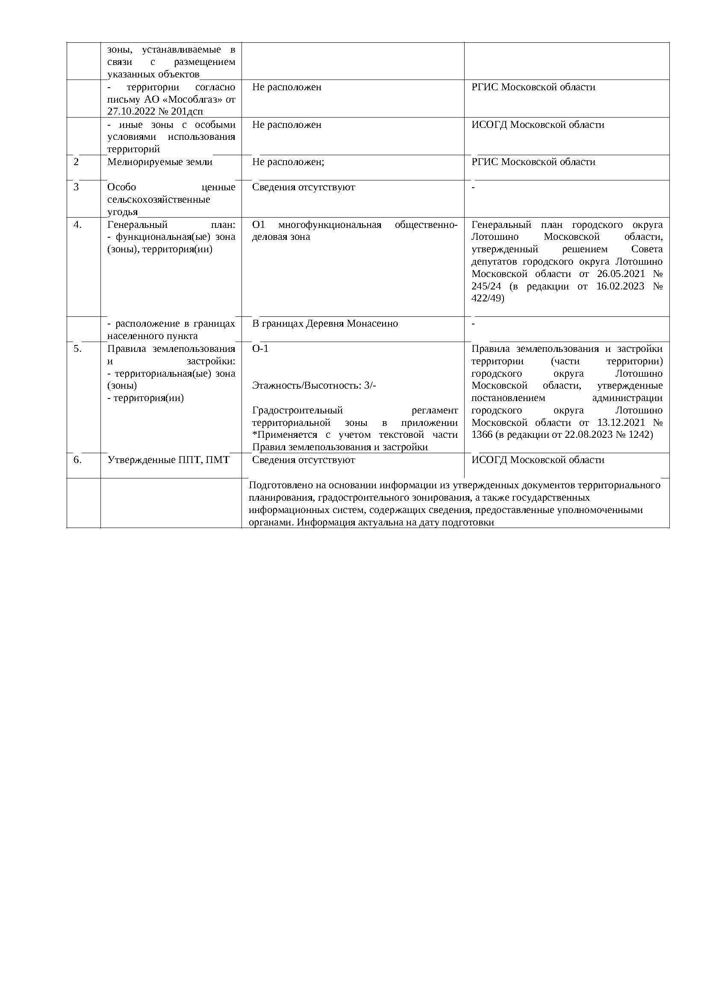 зоны, устанавливаемые в
связи с размещением
указанных объектов
- территории согласно
письму АО «Мособлгаз» от
27.10.2022 № 201дсп
Не расположен
РГИС Московской области
- иные зоны с особыми
условиями использования
территорий
Не расположен
ИСОГД Московской области
2
Мелиорируемые земли
Не расположен;
РГИС Московской области
3
Особо ценные
сельскохозяйственные
угодья
Сведения отсутствуют
-
4.
Генеральный план:
- функциональная(ые) зона
(зоны), территория(ии)
О1 многофункциональная общественно-
деловая зона
Генеральный план городского округа
Лотошино Московской области,
утвержденный решением Совета
депутатов городского округа Лотошино
Московской области от 26.05.2021 №
245/24 (в редакции от 16.02.2023 №
422/49)
- расположение в границах
населенного пункта
В границах Деревня Монасеино
-
5.
Правила землепользования
и застройки:
- территориальная(ые) зона
(зоны)
- территория(ии)
О-1
Этажность/Высотность: 3/-
Градостроительный регламент
территориальной зоны в приложении
*Применяется с учетом текстовой части
Правил землепользования и застройки
Правила землепользования и застройки
территории (части территории)
городского округа Лотошино
Московской области, утвержденные
постановлением администрации
городского округа Лотошино
Московской области от 13.12.2021 №
1366 (в редакции от 22.08.2023 № 1242)
6.
Утвержденные ППТ, ПМТ
Сведения отсутствуют
ИСОГД Московской области
Подготовлено на основании информации из утвержденных документов территориального
планирования, градостроительного зонирования, а также государственных
информационных систем, содержащих сведения, предоставленные уполномоченными
органами. Информация актуальна на дату подготовки